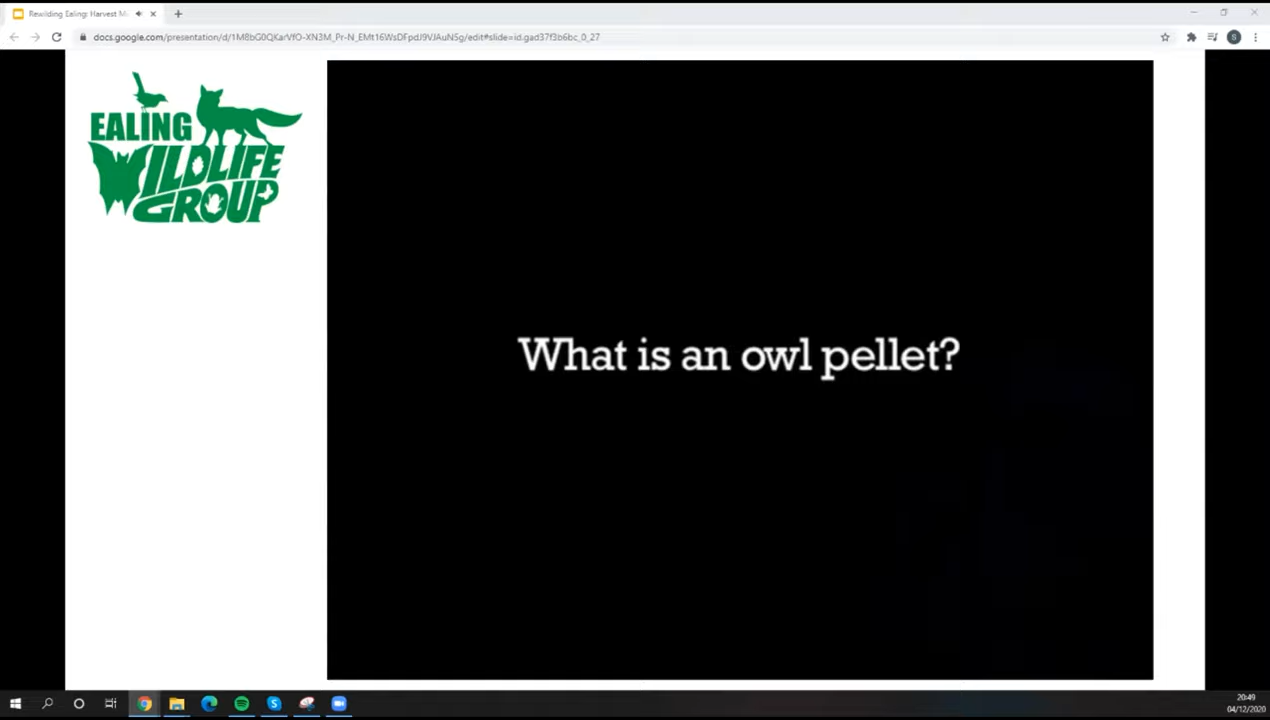 Rewilding Ealing: Harvest M
docs.google.com/presentation/d/1M8bG0QKarVfO-XN3M_Pr-N_EMt16WsDFpdJ9VJAuNSg/edit#slide=id.gad37f3b6bc_0_27
EALING
WILDLIFE
GROUP
What is an owl pellet?
20:49
04/12/2020